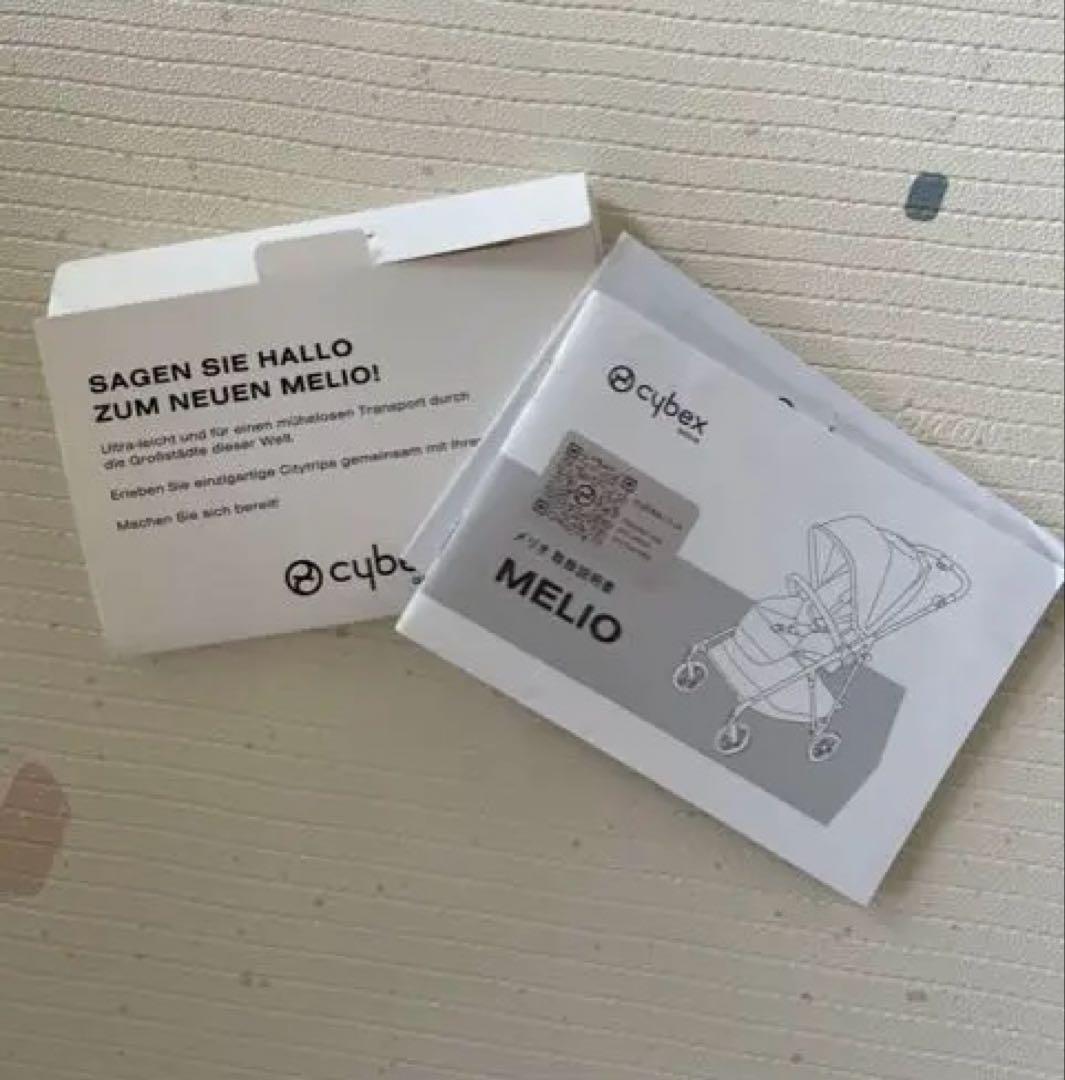 SAGEN SIE HALLO
ZUM NEUEN MELIO!
Ultra-leicht und für einen mühelosen Transport durch
die Großstädte dieser Welt.
Erleben Sie einzigartige Citytrips gemeinsam mit Ihrem
Machen Sie sich bereit!
cybe
cybex
メリオ 取扱説明書
MELIO